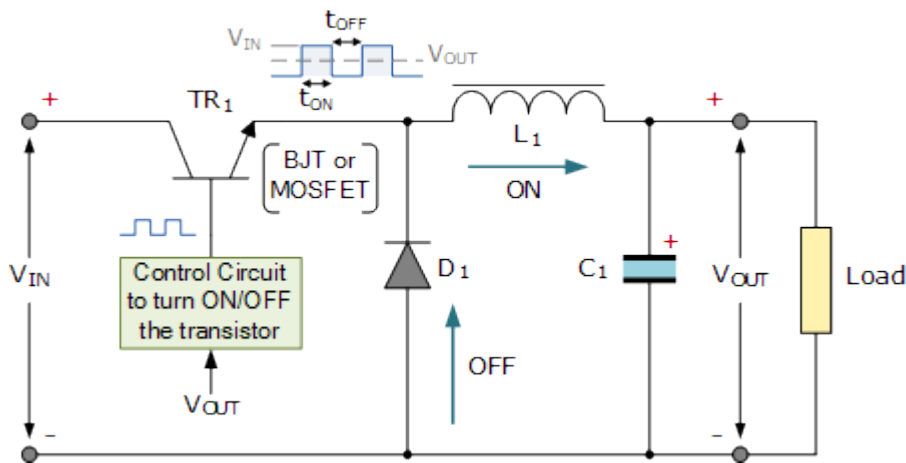 tOFF
VIN
VOUT
tON
+
TR1
+
L1
BJT or
MOSFET
ON
+
D1
C1
VIN
VOUT
Load
Control Circuit
to turn ON/OFF
the transistor
OFF
VOUT
-
-